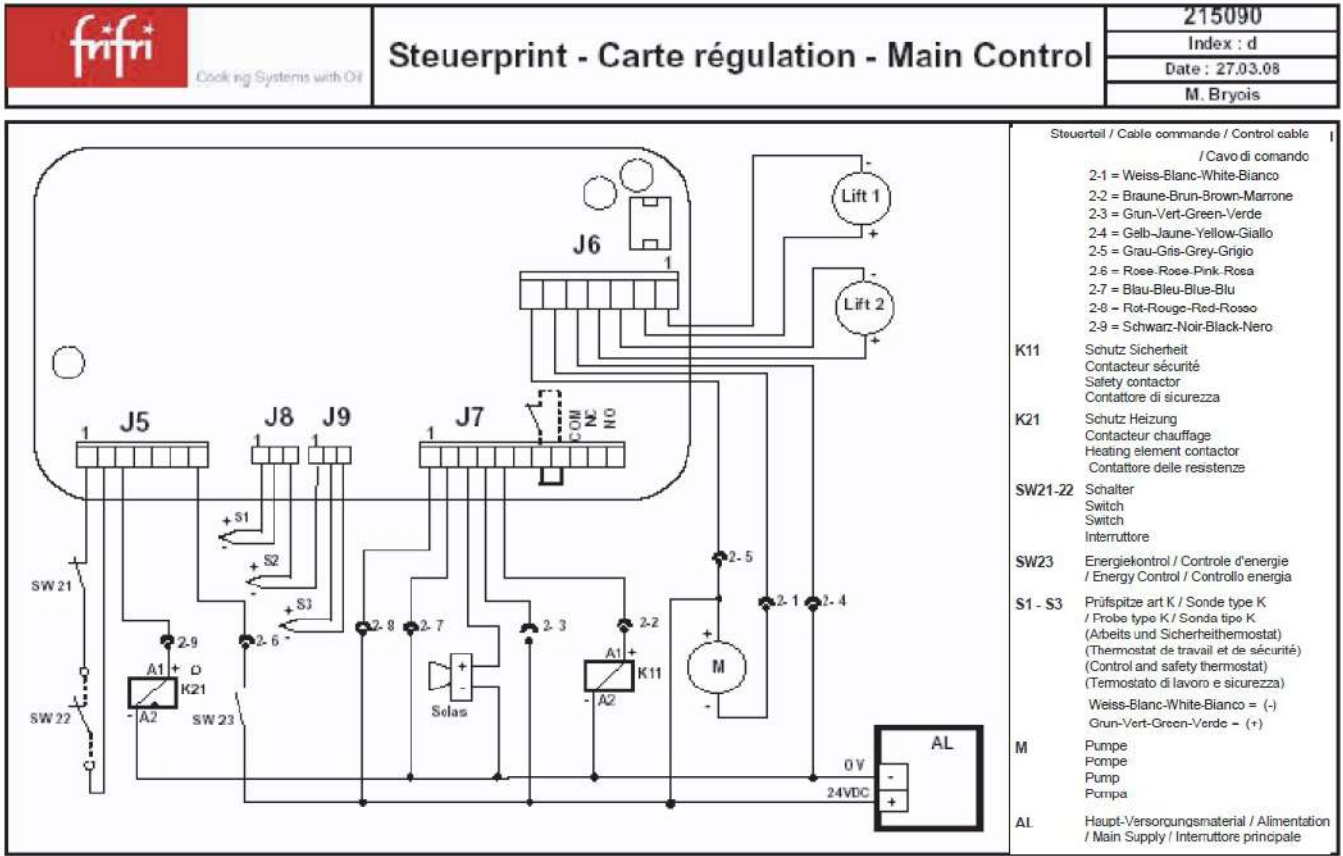 frifri
Cooking Systems with Oil
Steuerprint - Carte régulation - Main Control
215090
Index : d
Date : 27.03.08
M. Bryois
Steuerteil / Cable commande / Control cable
/ Cavo di comando
2-1 = Weiss-Blanc-White-Bianco
2-2 = Braune-Brun-Brown-Marrone
2-3 = Grun-Vert-Green-Verde
2-4 = Gelb-Jaune-Yellow-Giallo
2-5 = Grau-Gris-Grey-Grigio
2-6 = Rose-Rose-Pink-Rosa
2-7 = Blau-Bleu-Blue-Blu
2-8 = Rot-Rouge-Red-Rosso
2-9 = Schwarz-Noir-Black-Nero
K11 Schutz Sicherheit
Contacteur sécurité
Safety contactor
Contattore di sicurezza
K21 Schutz Heizung
Contacteur chauffage
Heating element contactor
Contattore delle resistenze
SW21-22 Schalter
Switch
Switch
Interruttore
SW23 Energiekontrol / Controle d'energie
/ Energy Control / Controllo energia
S1 - S3 Prüfspitze art K / Sonde type K
/ Probe type K / Sonda tipo K
(Arbeits und Sicherheithermostat)
(Thermostat de travail et de sécurité)
(Control and safety thermostat)
(Termostato di lavoro e sicurezza)
Weiss-Blanc-White-Bianco = (-)
Grun-Vert-Green-Verde = (+)
M Pumpe
Pompe
Pump
Pompa
AL Haupt-Versorgungsmaterial / Alimentation
/ Main Supply / Interruttore principale
Lift 1
-
+
Lift 2
-
+
J6
1
J5
1
J8
1
J9
1
J7
1
COM
NC
NO
+ S1
-
+ S2
-
+ S3
-
SW 21
SW 22
2-9
A1 +
K21
- A2
2-6
SW 23
2-8
2-7
+
-
Solas
2-3
2-2
A1 +
K11
- A2
2-5
+
M
-
2-1
2-4
AL
0 V
-
24VDC
+